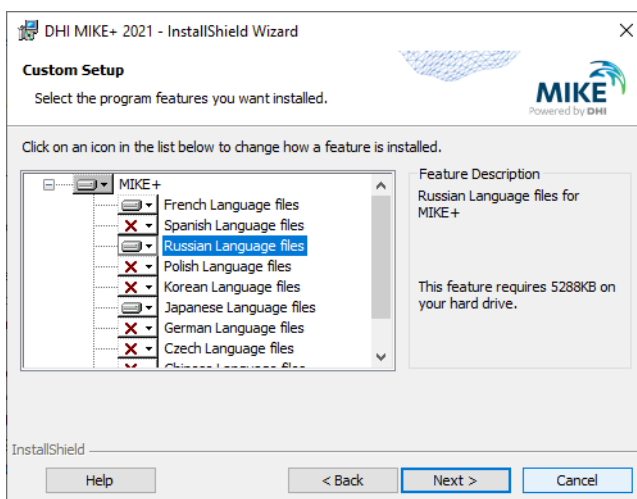 DHI MIKE+ 2021 - InstallShield Wizard
Custom Setup
Select the program features you want installed.
MIKE
Powered by DHI
Click on an icon in the list below to change how a feature is installed.
MIKE+
French Language files
Spanish Language files
Russian Language files
Polish Language files
Korean Language files
Japanese Language files
German Language files
Czech Language files
Chinese Language files
Feature Description
Russian Language files for
MIKE+
This feature requires 5288KB on
your hard drive.
InstallShield
Help
< Back
Next >
Cancel